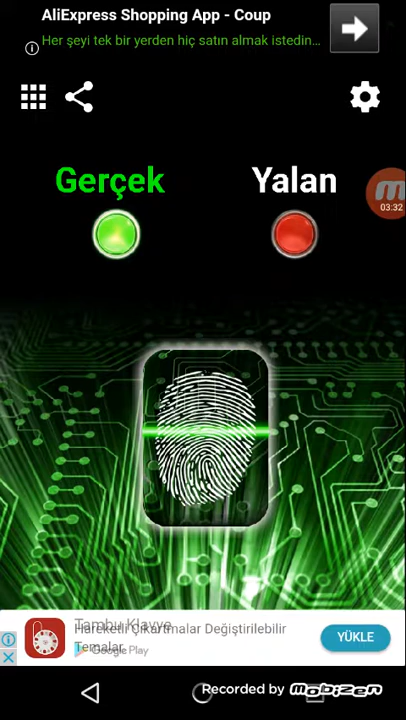 AliExpress Shopping App - Coup
Her şeyi tek bir yerden hiç satın almak istedin...
Gerçek
Yalan
03:32
Tambu Klavye
Hareketli Çıkartmalar Değiştirilebilir
Temalar
Google Play
YÜKLE
Recorded by MOBIZEN